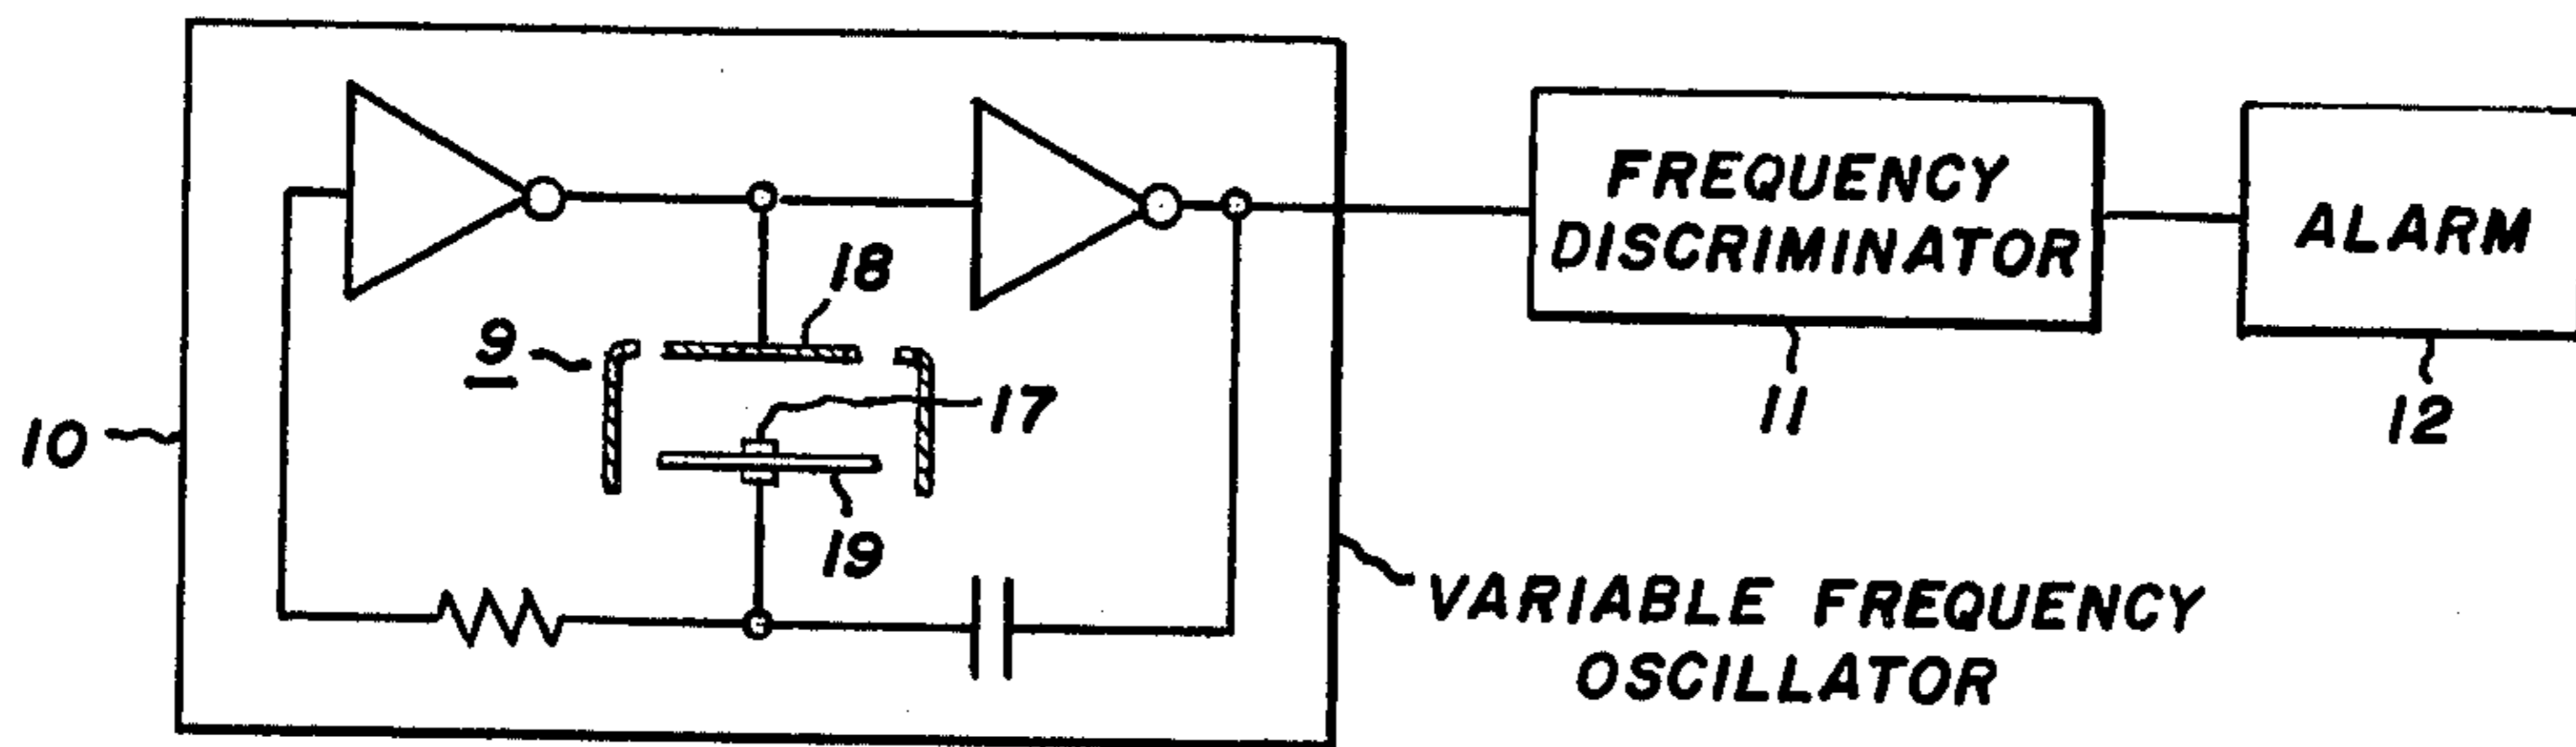 FREQUENCY
DISCRIMINATOR
ALARM
18
9
17
10
11
12
19
VARIABLE FREQUENCY
OSCILLATOR